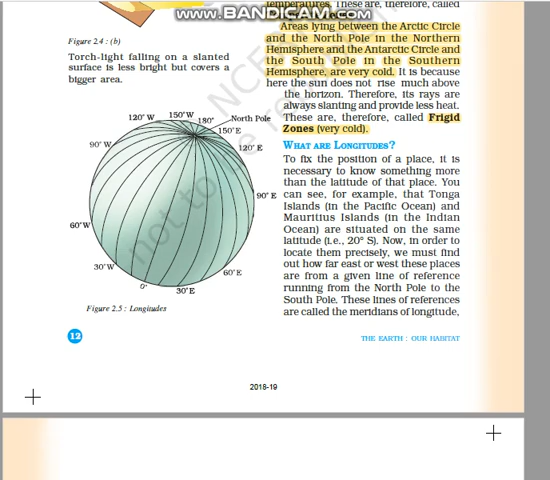 www.BANDICAM.com
temperatures. These are, therefore, called
Areas lying between the Arctic Circle
and the North Pole in the Northern
Hemisphere and the Antarctic Circle and
the South Pole in the Southern
Hemisphere, are very cold. It is because
here the sun does not rise much above
the horizon. Therefore, its rays are
always slanting and provide less heat.
These are, therefore, called Frigid
Zones (very cold).
Figure 2.4 : (b)
Torch-light falling on a slanted
surface is less bright but covers a
bigger area.
120° W
150° W
180°
North Pole
150° E
120° E
90° W
90° E
60° W
60° E
30° W
0°
30° E
Figure 2.5 : Longitudes
WHAT ARE LONGITUDES?
To fix the position of a place, it is
necessary to know something more
than the latitude of that place. You
can see, for example, that Tonga
Islands (in the Pacific Ocean) and
Mauritius Islands (in the Indian
Ocean) are situated on the same
latitude (i.e., 20° S). Now, in order to
locate them precisely, we must find
out how far east or west these places
are from a given line of reference
running from the North Pole to the
South Pole. These lines of references
are called the meridians of longitude,
12
THE EARTH : OUR HABITAT
2018-19